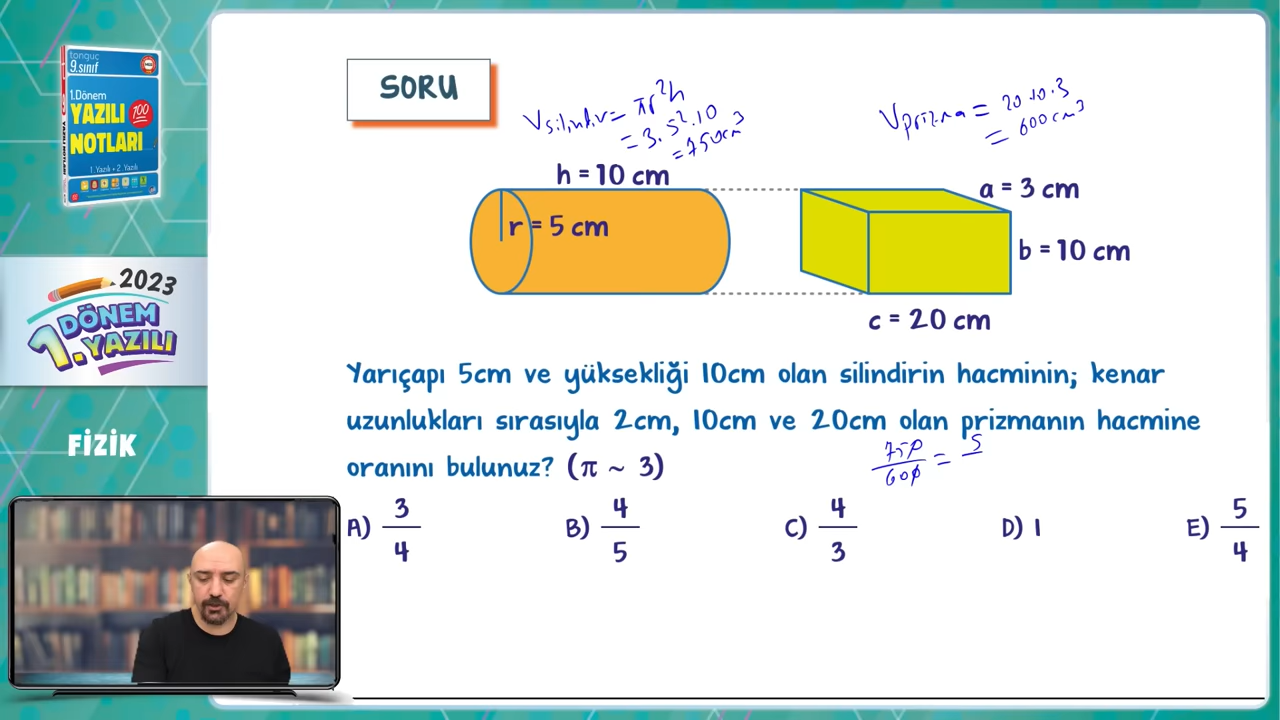 tonguç
9.sınıf
1.Dönem
YAZILI
100
NOTLARI
YAZILI NOTLARI
1.Yazılı • 2.Yazılı
2023
1.DÖNEM
YAZILI
FİZİK
SORU
Vsilindir = πr²h
= 3.5².10
= 750cm³
Vprizma = 20.10.3
= 600cm³
h = 10 cm
r = 5 cm
a = 3 cm
b = 10 cm
c = 20 cm
Yarıçapı 5cm ve yüksekliği 10cm olan silindirin hacminin; kenar
uzunlukları sırasıyla 2cm, 10cm ve 20cm olan prizmanın hacmine
oranını bulunuz? (π ~ 3)
750/600 = 5/
A) 3/4
B) 4/5
C) 4/3
D) 1
E) 5/4